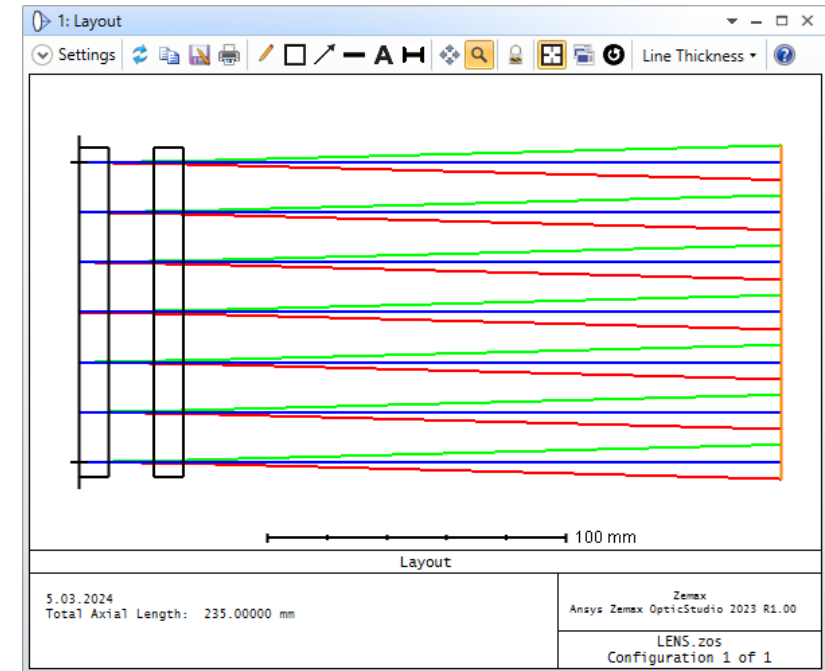 1: Layout
Settings
A
Line Thickness
100 mm
Layout
5.03.2024
Total Axial Length: 235.00000 mm
Zemax
Ansys Zemax OpticStudio 2023 R1.00
LENS.zos
Configuration 1 of 1